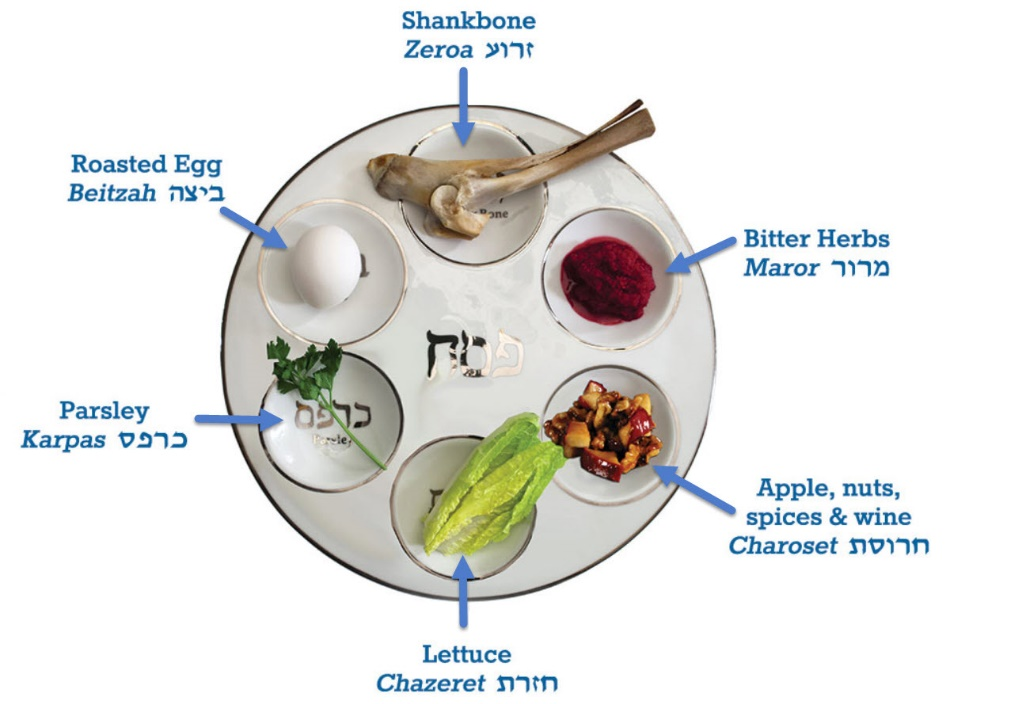 Shankbone
Zeroa זרוע
Roasted Egg
Beitzah ביצה
Bitter Herbs
Maror מרור
פסח
Parsley
Karpas כרפס
כרפס
Apple, nuts,
spices & wine
Charoset חרוסת
Lettuce
Chazeret חזרת